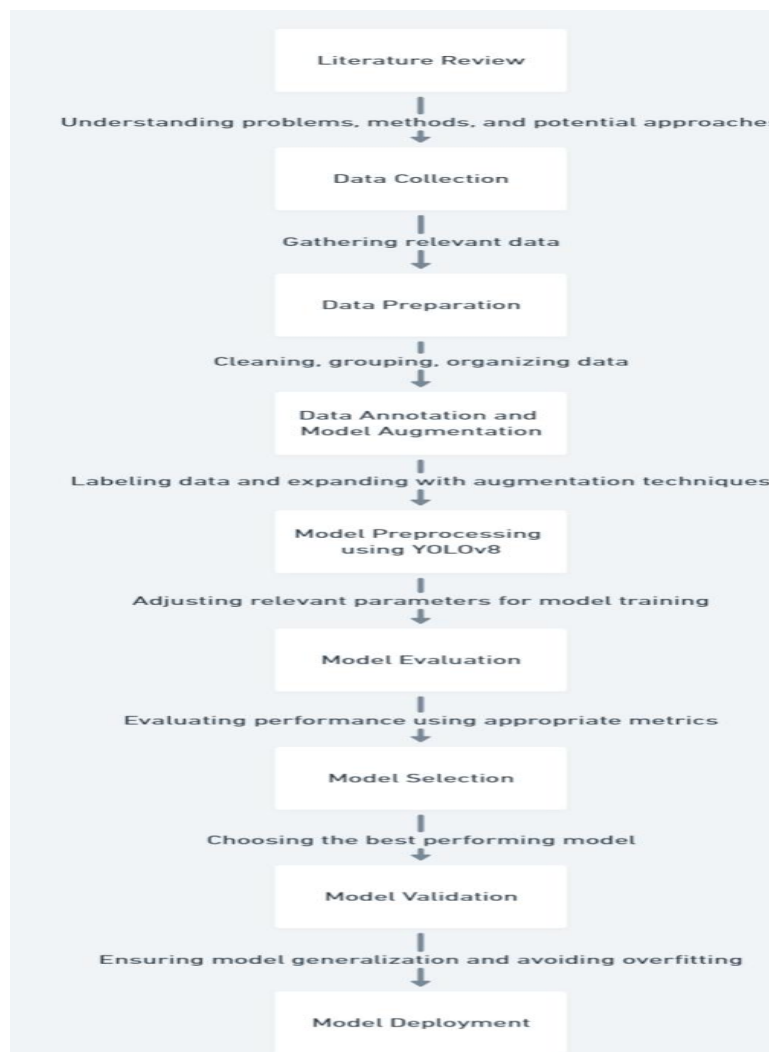 Literature Review
Understanding problems, methods, and potential approache
Data Collection
Gathering relevant data
Data Preparation
Cleaning, grouping, organizing data
Data Annotation and
Model Augmentation
Labeling data and expanding with augmentation techniques
Model Preprocessing
using YOLOv8
Adjusting relevant parameters for model training
Model Evaluation
Evaluating performance using appropriate metrics
Model Selection
Choosing the best performing model
Model Validation
Ensuring model generalization and avoiding overfitting
Model Deployment